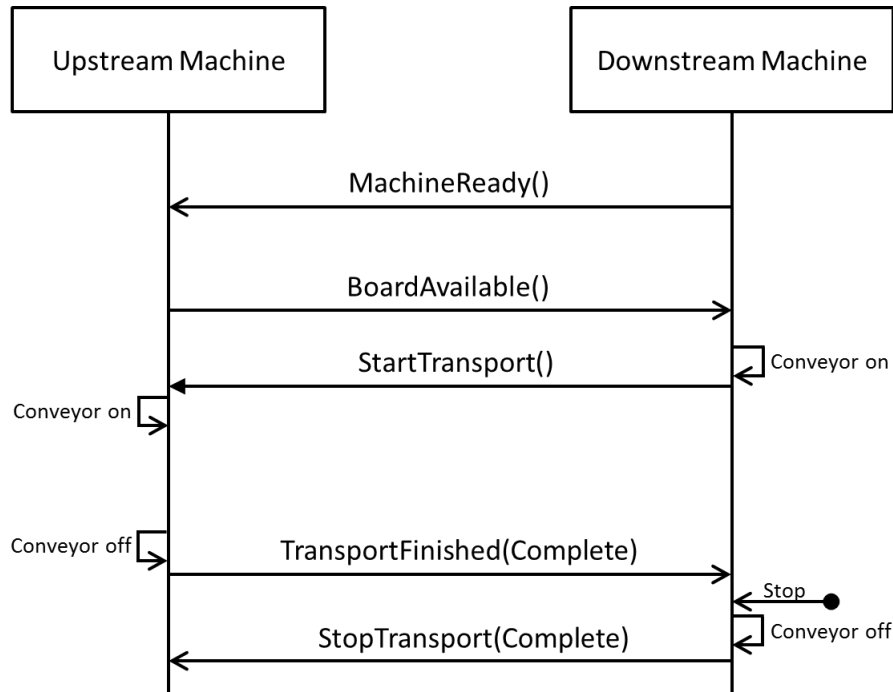 Upstream Machine
Downstream Machine
MachineReady()
BoardAvailable()
StartTransport()
Conveyor on
Conveyor on
Conveyor off
TransportFinished(Complete)
Stop
StopTransport(Complete)
Conveyor off